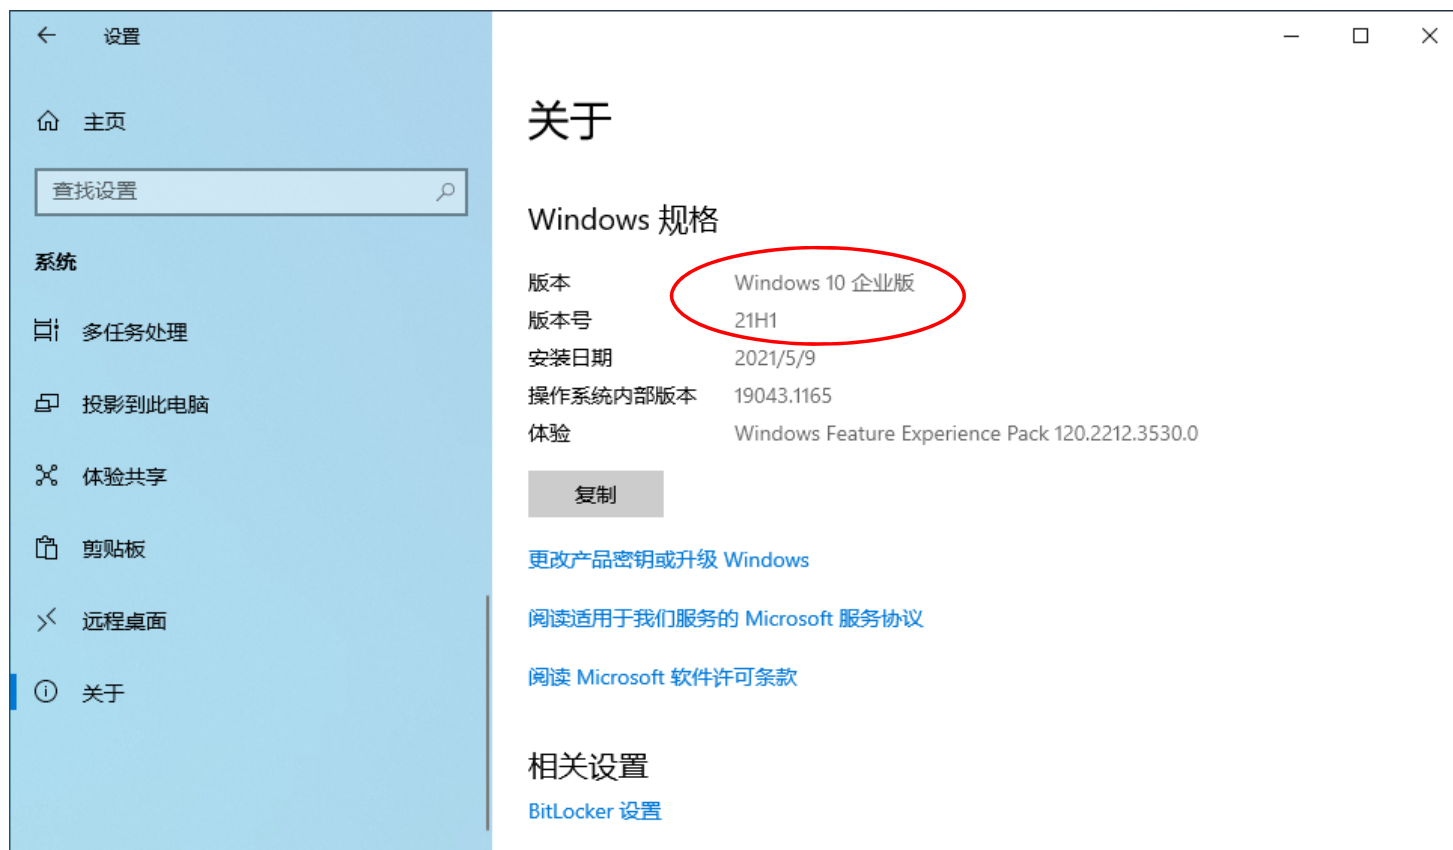 设置
主页
查找设置
系统
多任务处理
投影到此电脑
体验共享
剪贴板
远程桌面
关于
关于
Windows 规格
版本 Windows 10 企业版
版本号 21H1
安装日期 2021/5/9
操作系统内部版本 19043.1165
体验 Windows Feature Experience Pack 120.2212.3530.0
复制
更改产品密钥或升级 Windows
阅读适用于我们服务的 Microsoft 服务协议
阅读 Microsoft 软件许可条款
相关设置
BitLocker 设置